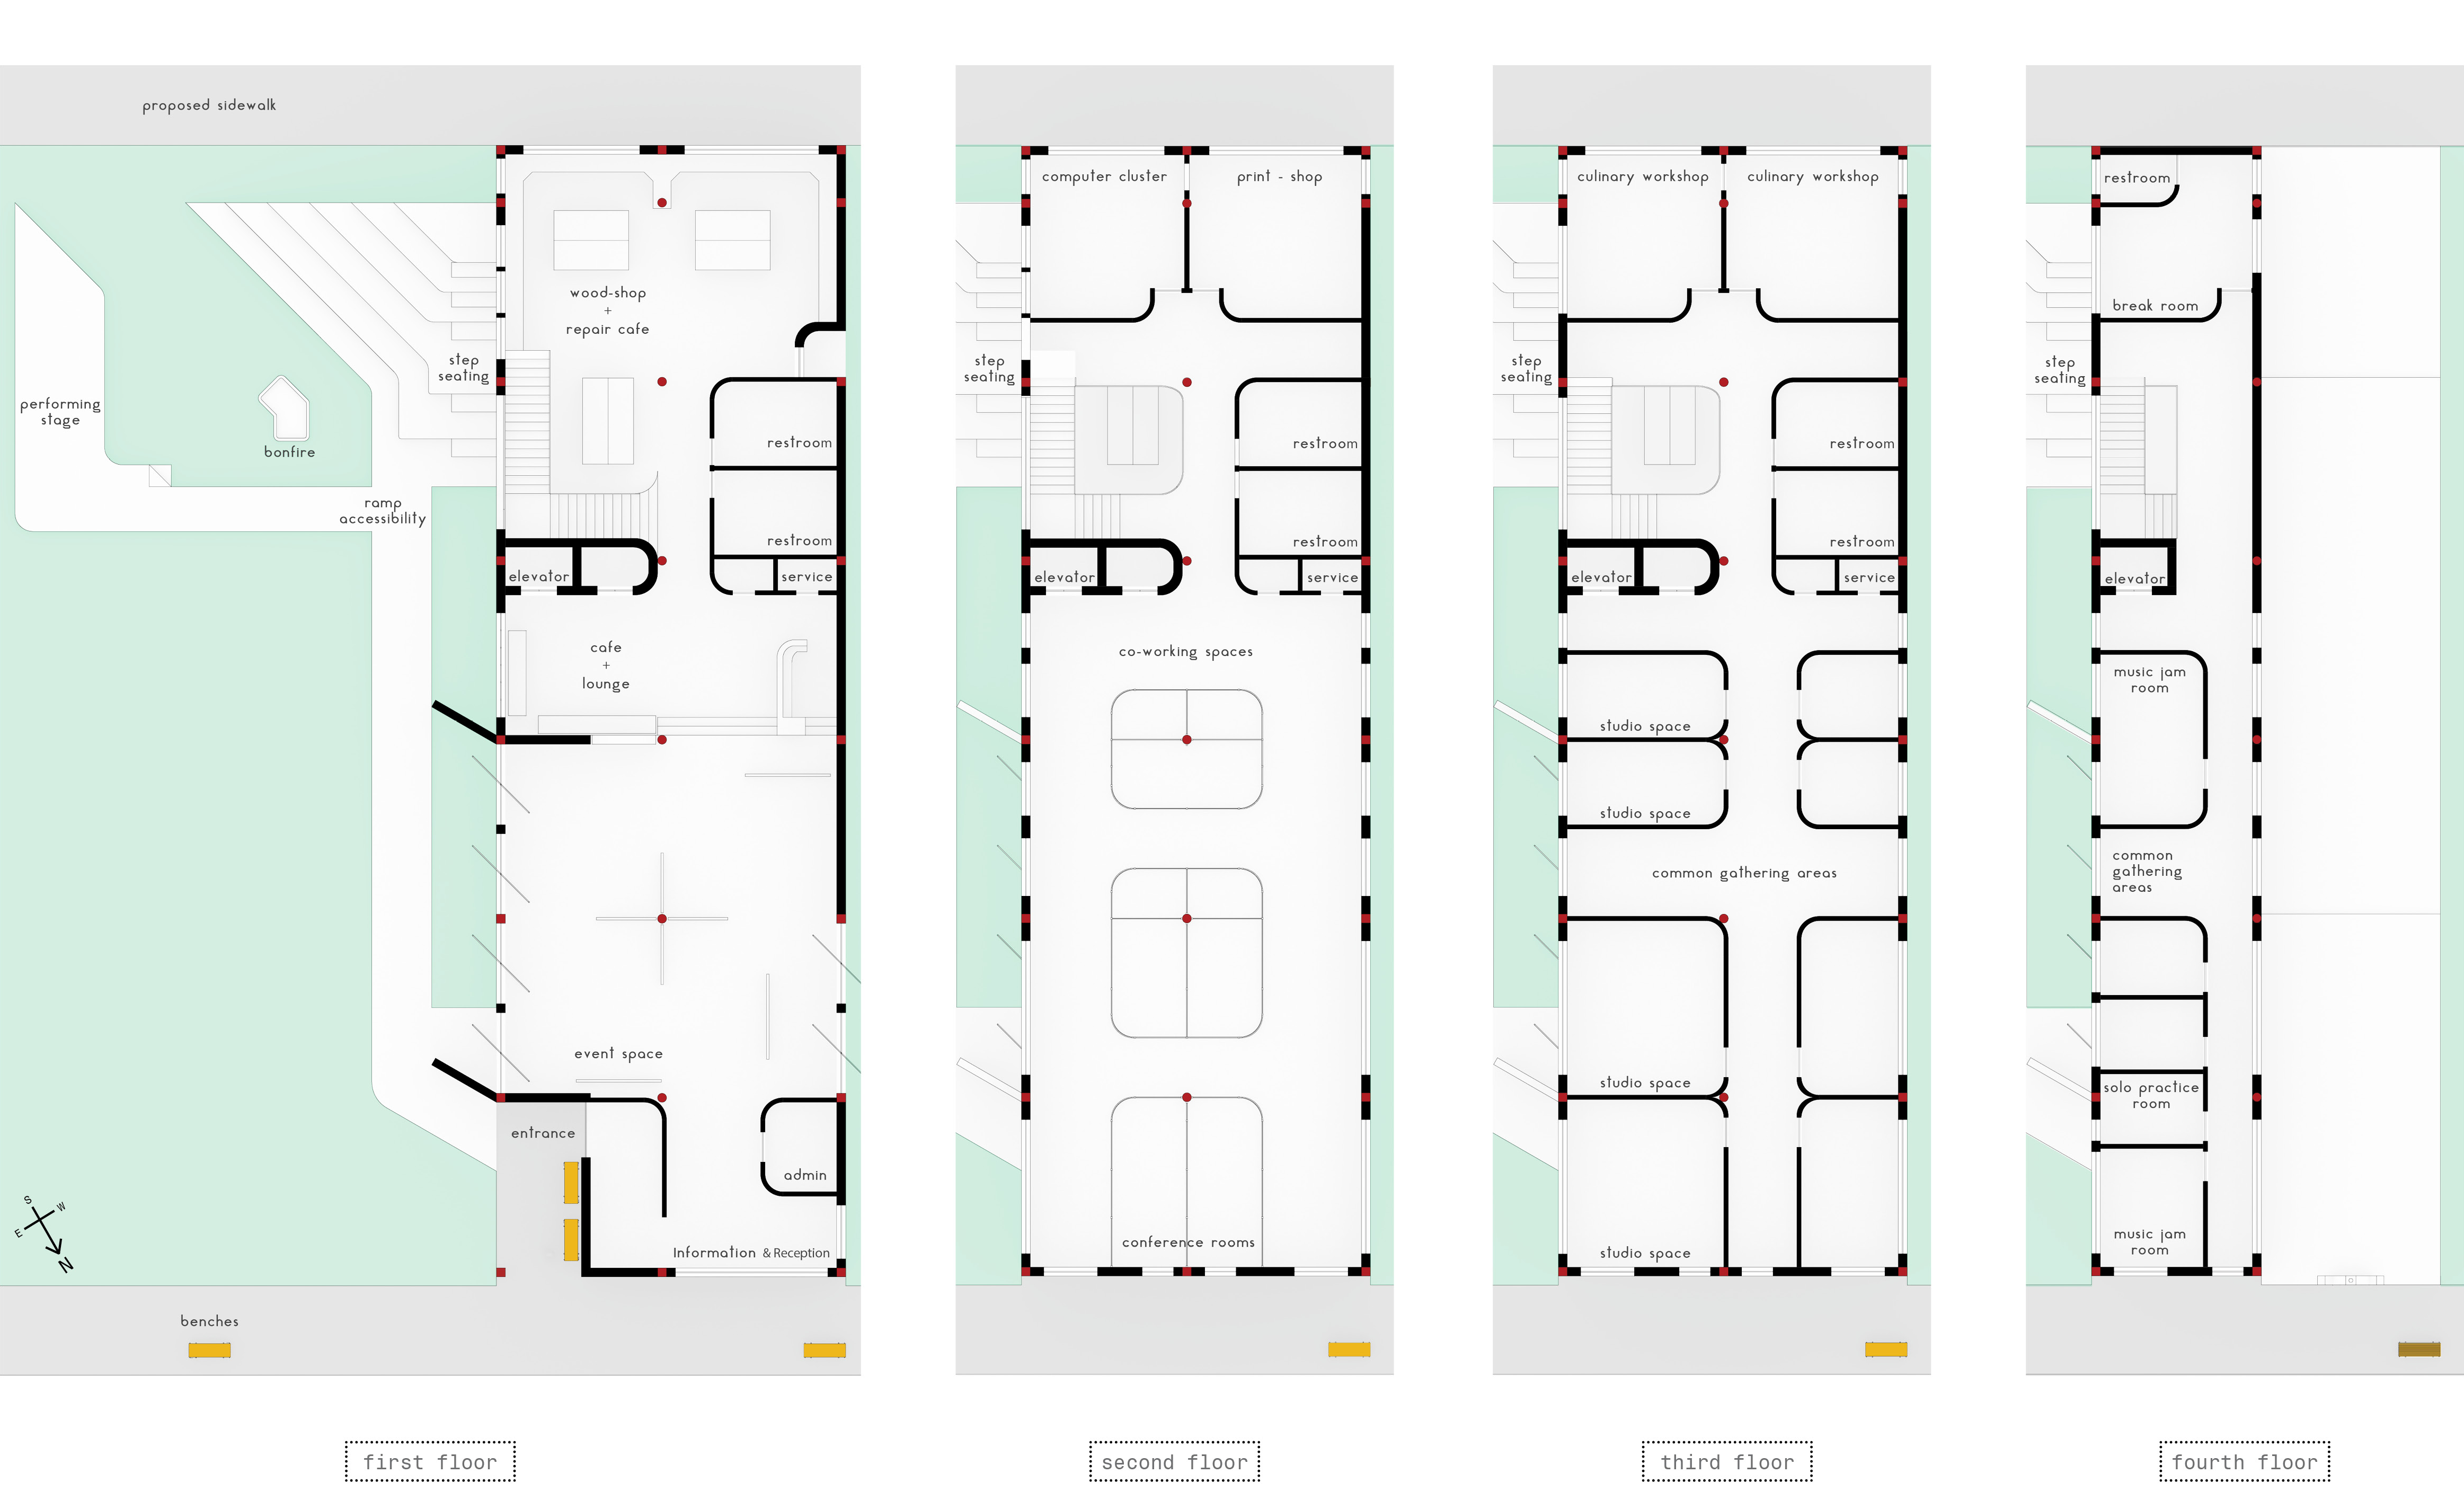 proposed sidewalk
wood-shop
+
repair cafe
step
seating
performing
stage
bonfire
ramp
accessibility
restroom
restroom
elevator
service
cafe
+
lounge
event space
entrance
admin
Information & Reception
S
W
E
N
benches
first floor
computer cluster
print - shop
step
seating
restroom
restroom
elevator
service
co-working spaces
conference rooms
second floor
culinary workshop
culinary workshop
step
seating
restroom
restroom
elevator
service
studio space
studio space
common gathering areas
studio space
studio space
third floor
restroom
break room
step
seating
elevator
music jam
room
common
gathering
areas
solo practice
room
music jam
room
fourth floor